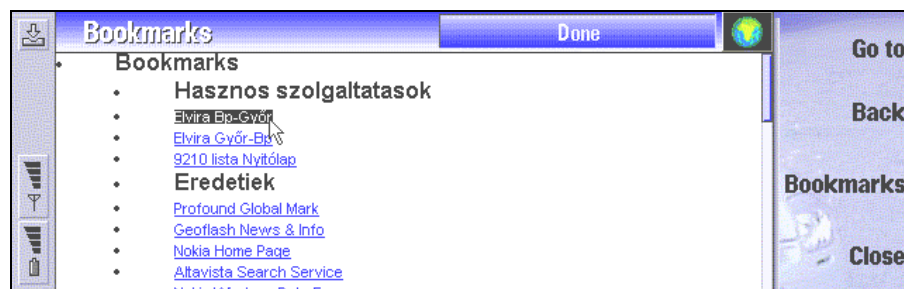 Bookmarks
Done
Bookmarks
Hasznos szolgaltatasok
Elvira Bp-Győr
Elvira Győr-Bp
9210 lista Nyitólap
Eredetiek
Profound Global Mark
Geoflash News & Info
Nokia Home Page
Altavista Search Service
Go to
Back
Bookmarks
Close